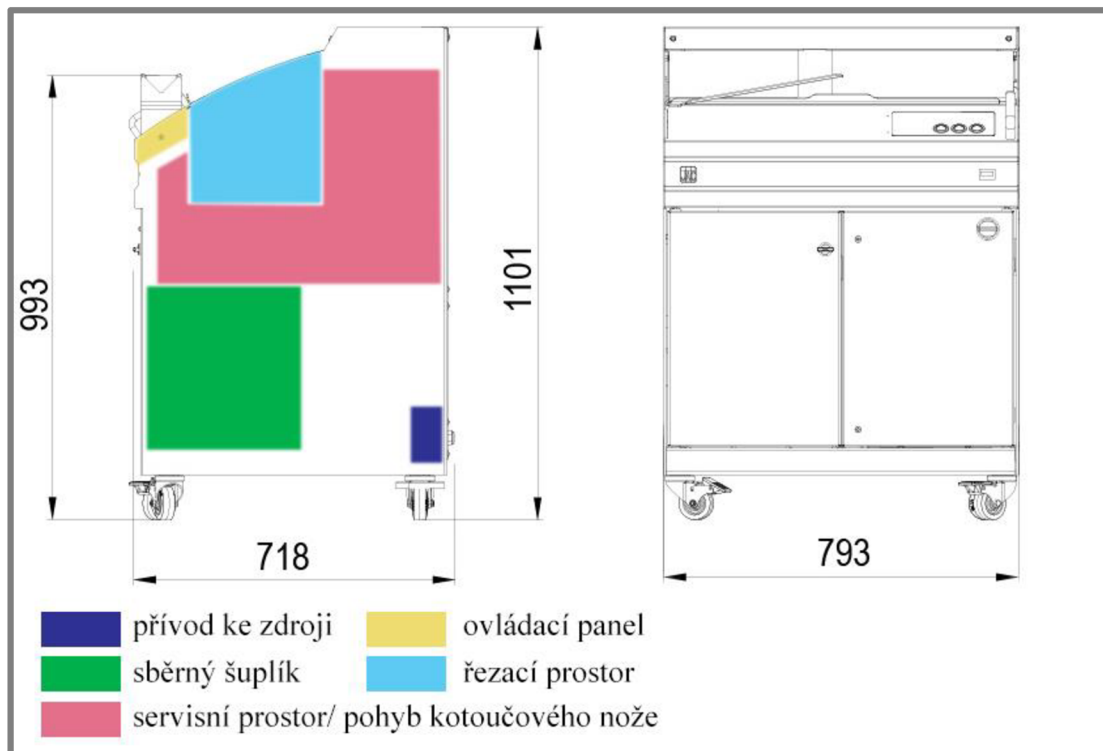 993
1101
718
793
přívod ke zdroji
ovládací panel
sběrný šuplík
řezací prostor
servisní prostor/ pohyb kotoučového nože